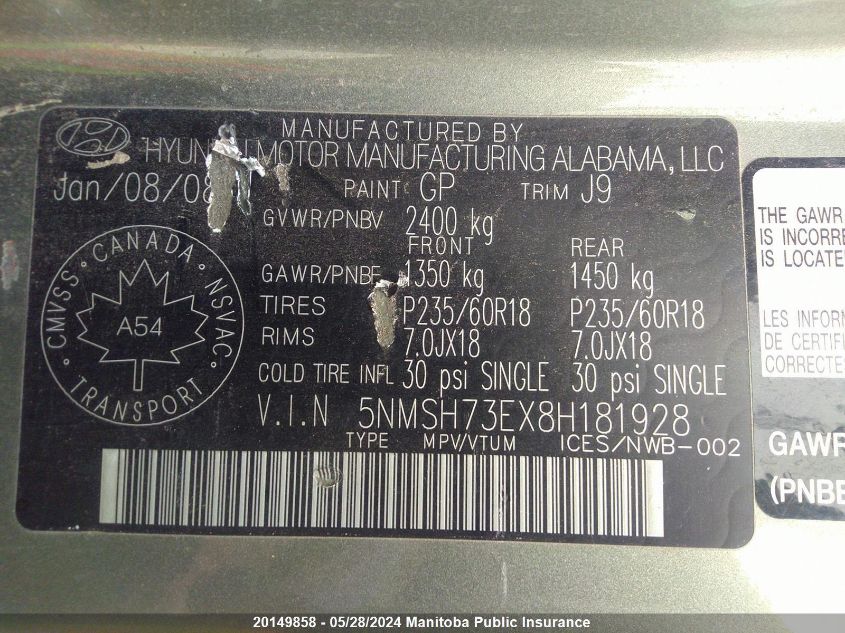 MANUFACTURED BY
HYUNDAI MOTOR MANUFACTURING ALABAMA, LLC
Jan/08/08 PAINT GP TRIM J9
GVWR/PNBV 2400 kg
FRONT REAR
GAWR/PNBE 1350 kg 1450 kg
TIRES P235/60R18 P235/60R18
RIMS 7.0JX18 7.0JX18
COLD TIRE INFL 30 psi SINGLE 30 psi SINGLE
V.I.N 5NMSH73EX8H181928
TYPE MPV/VTUM ICES/NWB-002
CMVSS · CANADA · NSVAC · TRANSPORT
A54
THE GAWR
IS INCORRE
IS LOCATE
LES INFORM
DE CERTIFI
CORRECTE
GAWR
(PNBE
20149858 - 05/28/2024 Manitoba Public Insurance